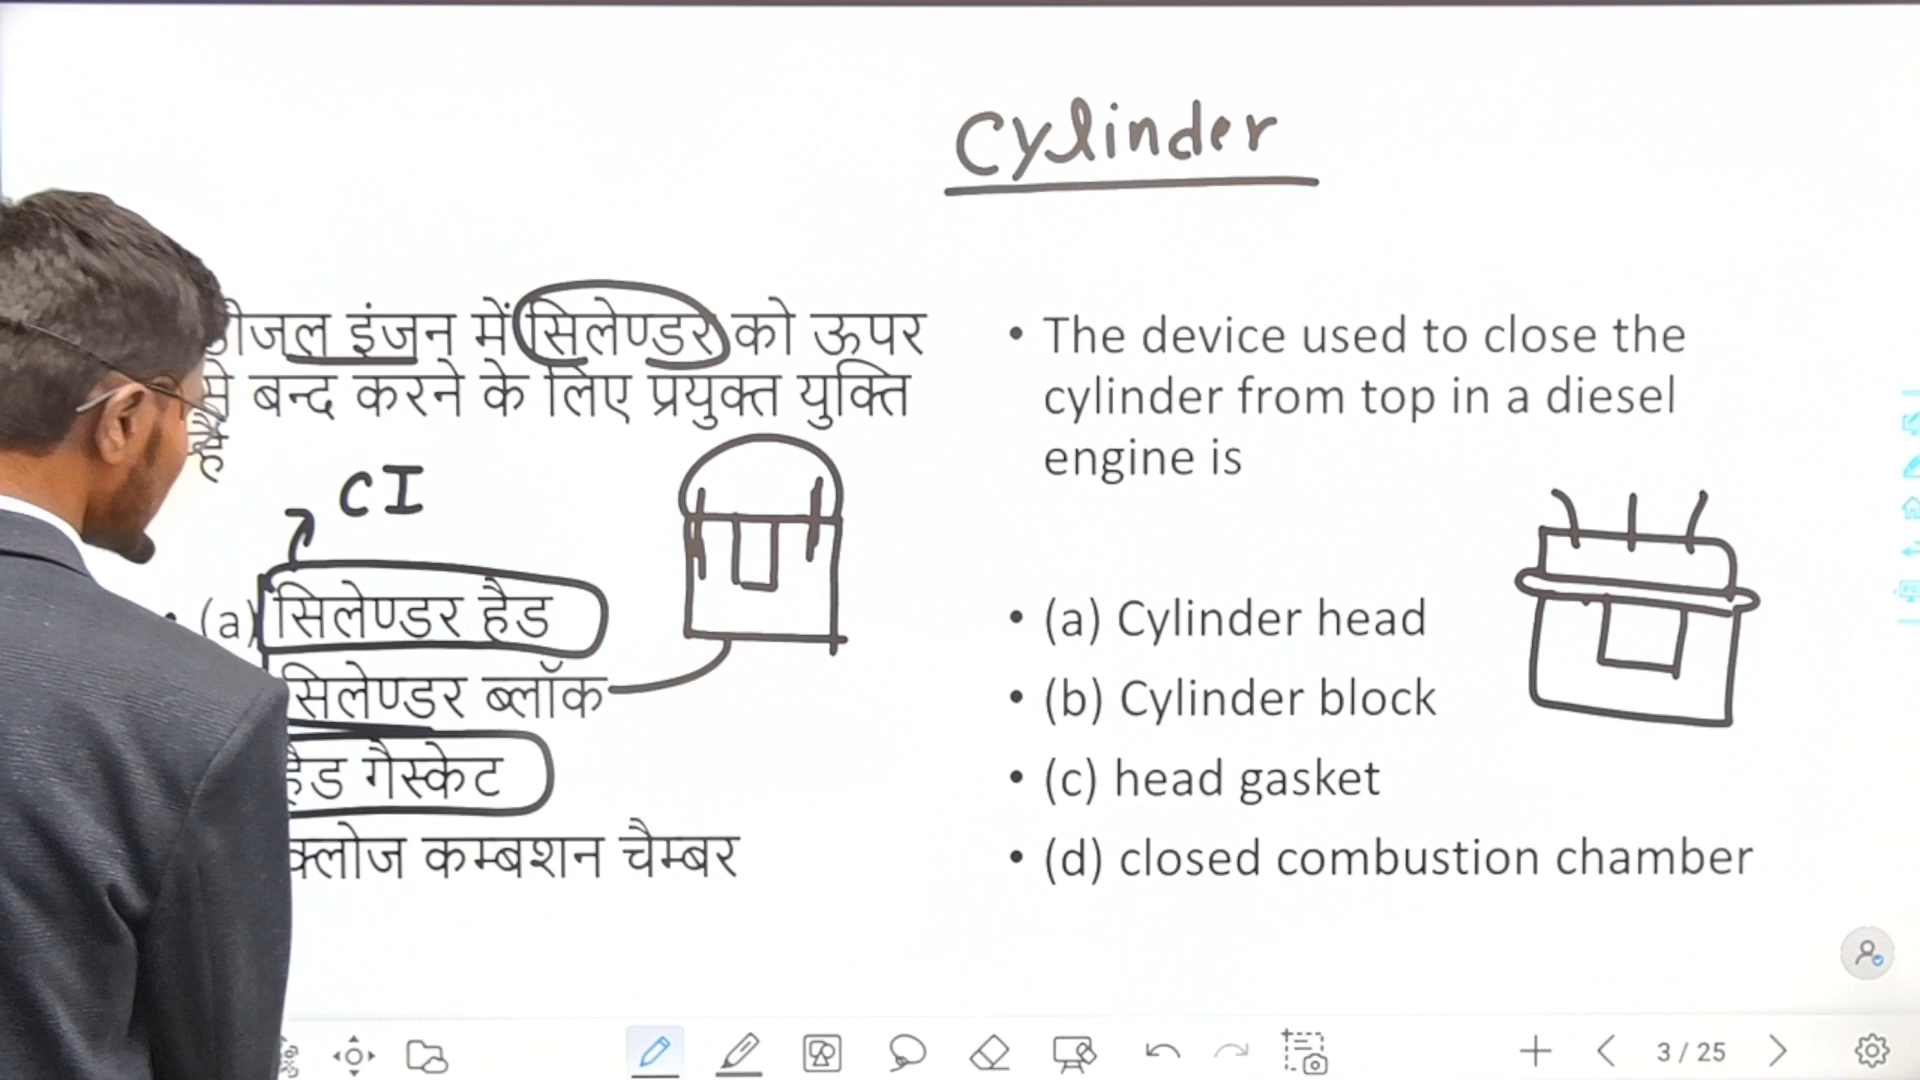 Cylinder
डीजल इंजन में सिलेण्डर को ऊपर
से बन्द करने के लिए प्रयुक्त युक्ति
CI
(a) सिलेण्डर हैड
सिलेण्डर ब्लॉक
हैड गैस्केट
क्लोज कम्बशन चैम्बर
• The device used to close the
cylinder from top in a diesel
engine is
• (a) Cylinder head
• (b) Cylinder block
• (c) head gasket
• (d) closed combustion chamber
3 / 25